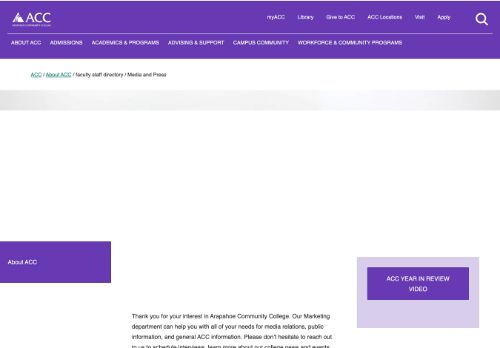 ACC
ARAPAHOE COMMUNITY COLLEGE
myACC Library Give to ACC ACC Locations Visit Apply
ABOUT ACC ADMISSIONS ACADEMICS & PROGRAMS ADVISING & SUPPORT CAMPUS COMMUNITY WORKFORCE & COMMUNITY PROGRAMS
ACC / About ACC / faculty staff directory / Media and Press
About ACC
ACC YEAR IN REVIEW
VIDEO
Thank you for your interest in Arapahoe Community College. Our Marketing
department can help you with all of your needs for media relations, public
information, and general ACC information. Please don't hesitate to reach out
to us to schedule interviews, learn more about our college news and events